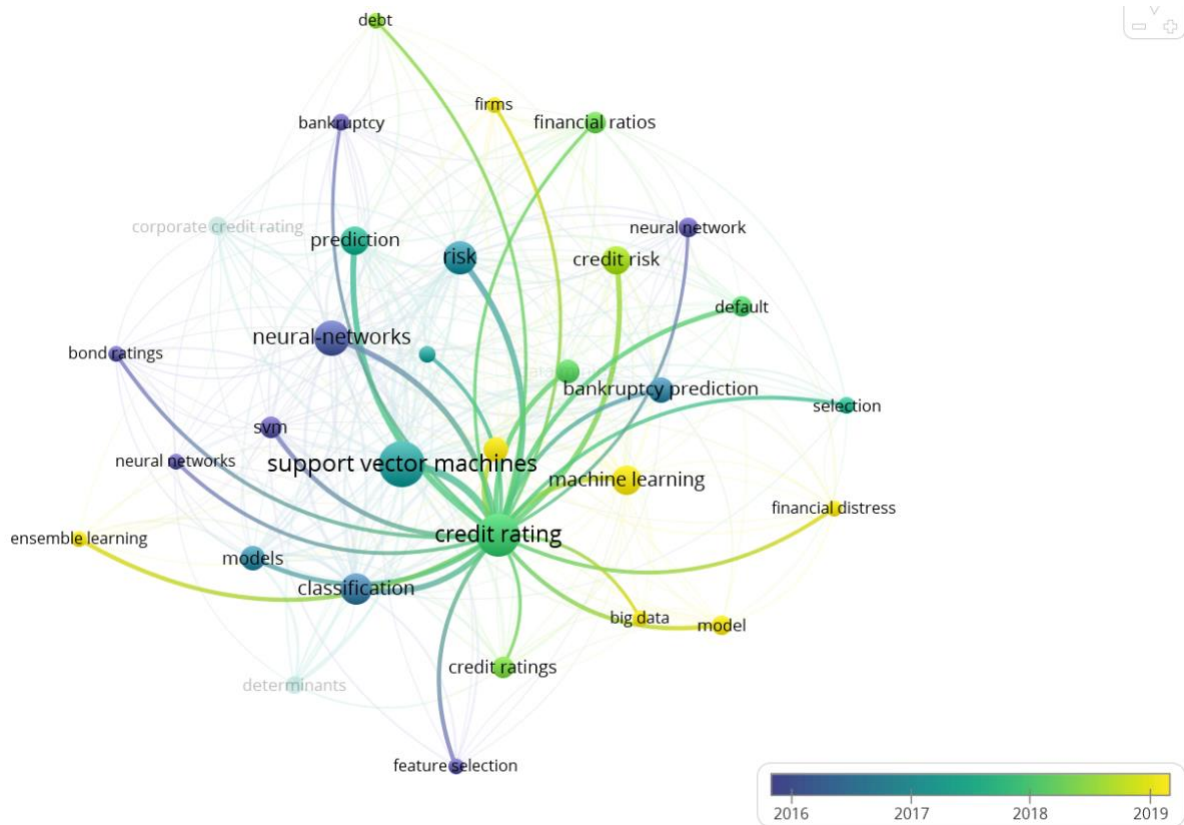 debt
firms
bankruptcy
financial ratios
corporate credit rating
neural network
prediction
risk
credit risk
default
neural-networks
bond ratings
bankruptcy prediction
selection
svm
neural networks
support vector machines
machine learning
financial distress
credit rating
ensemble learning
models
classification
big data
model
credit ratings
determinants
feature selection
2016 2017 2018 2019